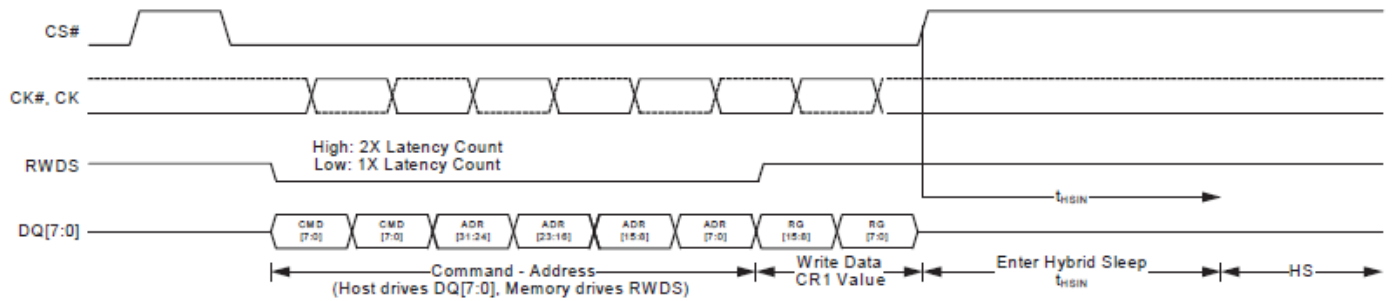 CS#
CK#, CK
High: 2X Latency Count
Low: 1X Latency Count
RWDS
tHSIN
DQ[7:0]
CMD [7:0]
CMD [7:0]
ADR [31:24]
ADR [23:16]
ADR [15:8]
ADR [7:0]
RG [15:8]
RG [7:0]
Command - Address
(Host drives DQ[7:0], Memory drives RWDS)
Write Data
CR1 Value
Enter Hybrid Sleep
tHSIN
HS